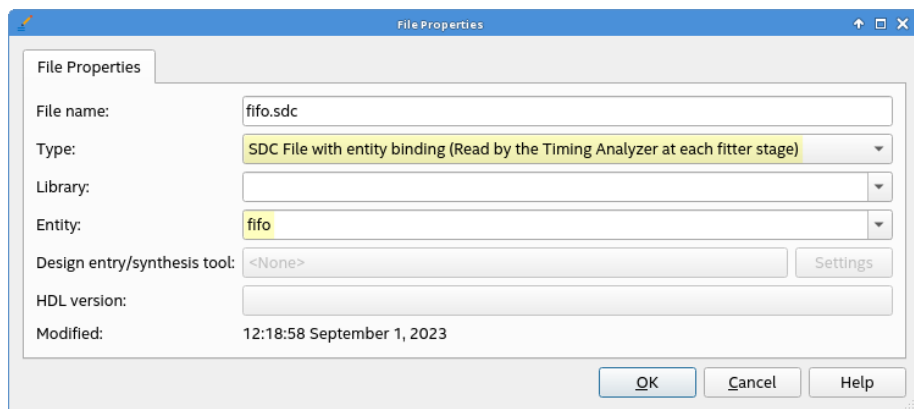 File Properties
File Properties
File name: fifo.sdc
Type: SDC File with entity binding (Read by the Timing Analyzer at each fitter stage)
Library:
Entity: fifo
Design entry/synthesis tool: <None> Settings
HDL version:
Modified: 12:18:58 September 1, 2023
OK Cancel Help